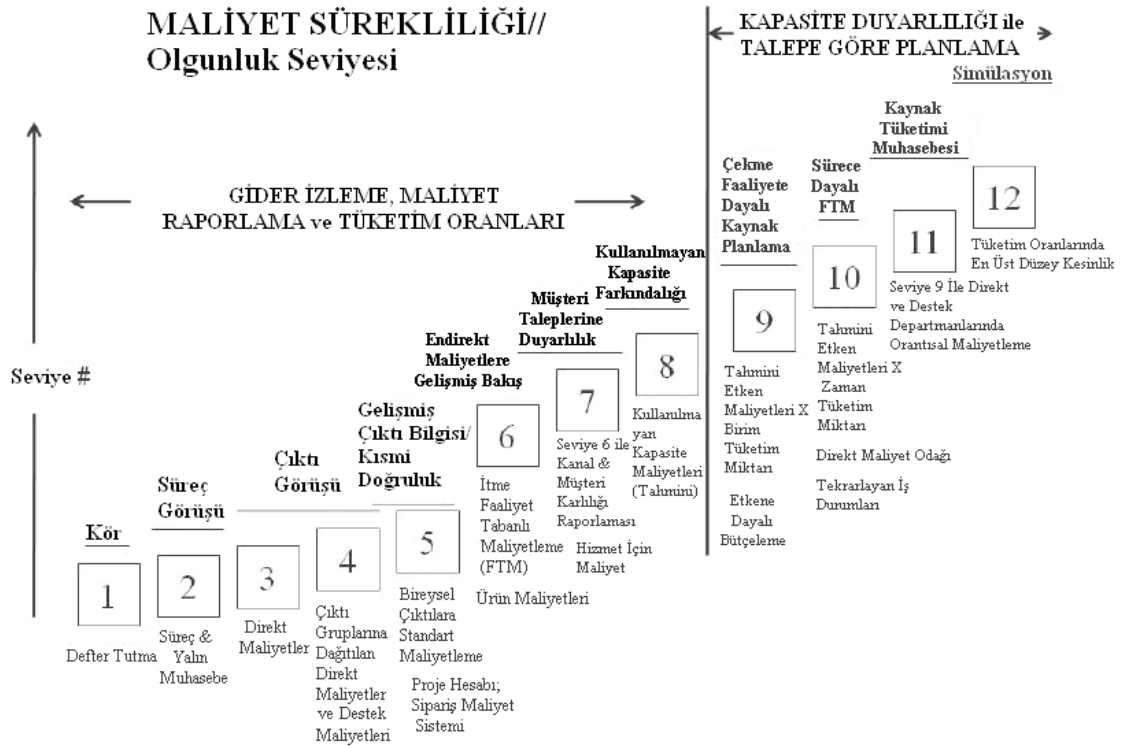 MALİYET SÜREKLİLİĞİ//
Olgunluk Seviyesi
KAPASİTE DUYARLILIĞI ile
TALEPE GÖRE PLANLAMA
Simülasyon
GİDER İZLEME, MALİYET
RAPORLAMA ve TÜKETİM ORANLARI
Seviye #
Kör
1
Defter Tutma
Süreç
Görüşü
2
Süreç &
Yalın
Muhasebe
Çıktı
Görüşü
3
Direkt
Maliyetler
4
Çıktı
Gruplarına
Dağıtılan
Direkt
Maliyetler
ve Destek
Maliyetleri
Gelişmiş
Çıktı Bilgisi/
Kısmi
Doğruluk
5
Bireysel
Çıktılara
Standart
Maliyetleme
Proje Hesabı;
Sipariş Maliyet
Sistemi
Endirekt
Maliyetlere
Gelişmiş Bakış
6
İtme
Faaliyet
Tabanlı
Maliyetleme
(FTM)
Ürün Maliyetleri
Müşteri
Taleplerine
Duyarlılık
7
Seviye 6 ile
Kanal &
Müşteri
Karlılığı
Raporlaması
Hizmet İçin
Maliyet
Kullanılmayan
Kapasite
Farkındalığı
8
Kullanılma
yan
Kapasite
Maliyetleri
(Tahmini)
Çekme
Faaliyete
Dayalı
Kaynak
Planlama
9
Tahmini
Etken
Maliyetleri X
Birim
Tüketim
Miktarı
Etkene
Dayalı
Bütçeleme
Sürece
Dayalı
FTM
10
Tahmini
Etken
Maliyetleri X
Zaman
Tüketim
Miktarı
Direkt Maliyet Odağı
Tekrarlayan İş
Durumları
Kaynak
Tüketimi
Muhasebesi
11
Seviye 9 İle Direkt
ve Destek
Departmanlarında
Orantısal Maliyetleme
12
Tüketim Oranlarında
En Üst Düzey Kesinlik